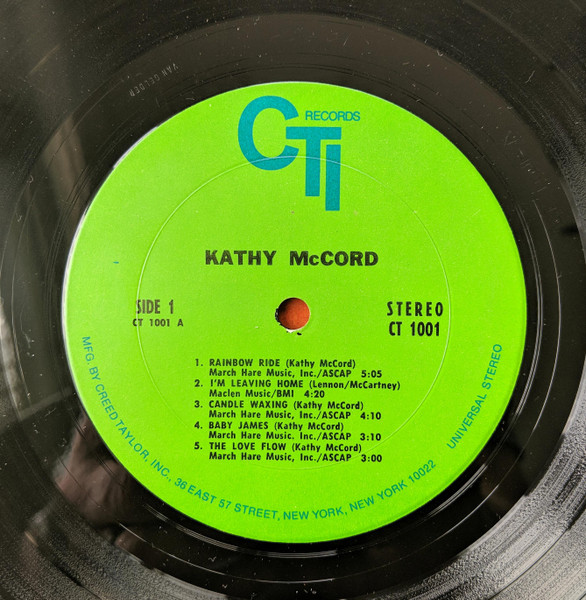 VAN GELDER
CTI RECORDS
KATHY McCORD
SIDE 1
CT 1001 A
STEREO
CT 1001
1. RAINBOW RIDE (Kathy McCord)
March Hare Music, Inc./ASCAP 5:05
2. I'M LEAVING HOME (Lennon/McCartney)
Maclen Music/BMI 4:20
3. CANDLE WAXING (Kathy McCord)
March Hare Music, Inc./ASCAP 4:10
4. BABY JAMES (Kathy McCord)
March Hare Music. Inc./ASCAP 3:10
5. THE LOVE FLOW (Kathy McCord)
March Hare Music, Inc./ASCAP 3:00
MFG. BY CREED TAYLOR, INC., 36 EAST 57 STREET, NEW YORK, NEW YORK 10022
UNIVERSAL STEREO